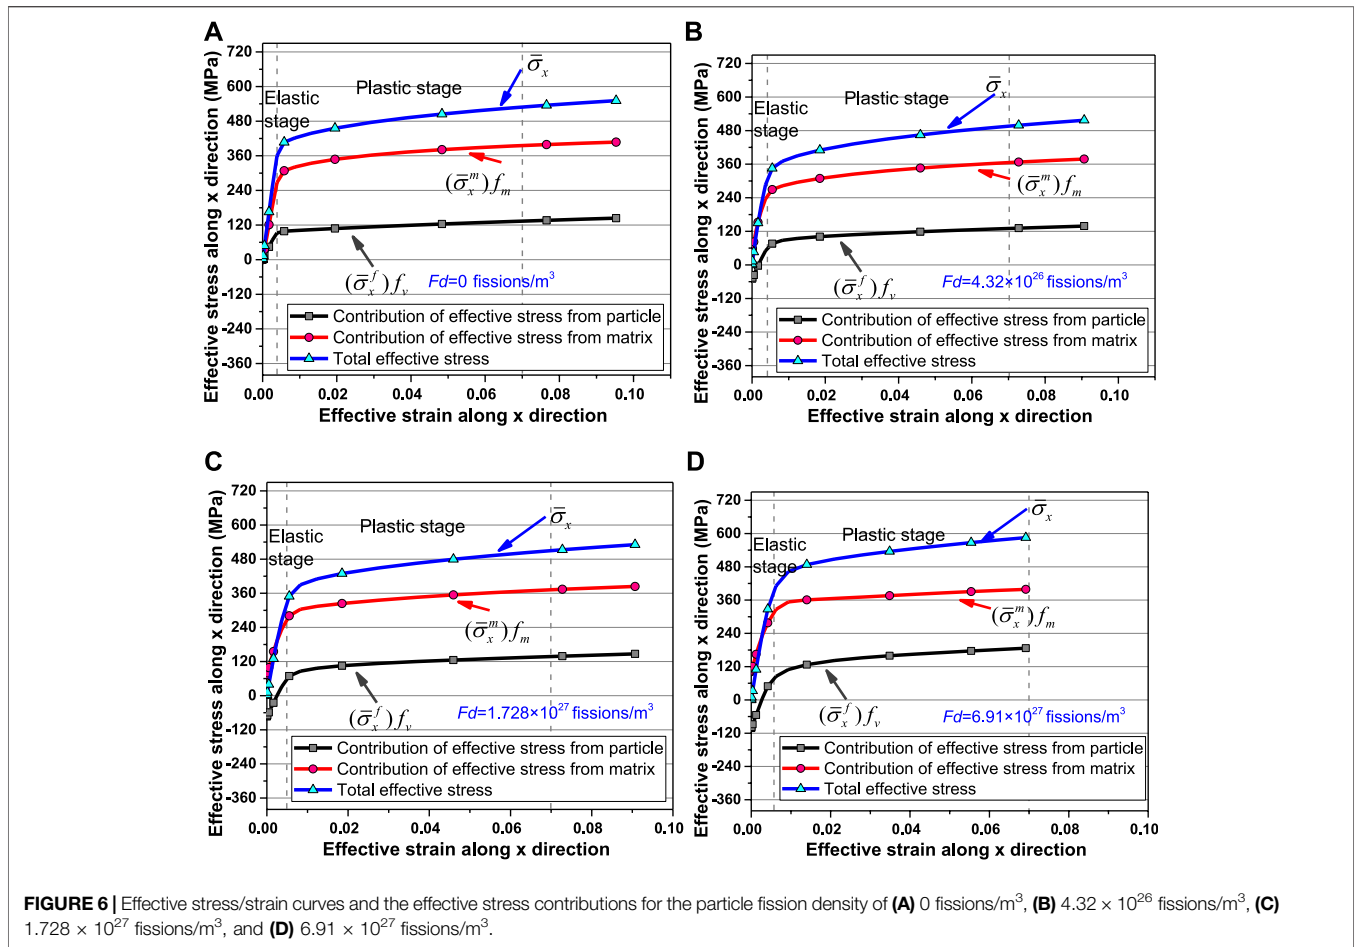 A
Effective stress along x direction (MPa)
720
600
480
360
240
120
0
-120
-240
-360
Elastic
stage
Plastic stage
σ̄ₓ
(σ̄ₓᵐ)fₘ
(σ̄ₓᶠ)fᵥ
Fd=0 fissions/m³
Contribution of effective stress from particle
Contribution of effective stress from matrix
Total effective stress
0.00 0.02 0.04 0.06 0.08 0.10
Effective strain along x direction
B
Effective stress along x direction (MPa)
720
600
480
360
240
120
0
-120
-240
-360
Elastic
stage
Plastic stage
σ̄ₓ
(σ̄ₓᵐ)fₘ
(σ̄ₓᶠ)fᵥ
Fd=4.32×10²⁶ fissions/m³
Contribution of effective stress from particle
Contribution of effective stress from matrix
Total effective stress
0.00 0.02 0.04 0.06 0.08 0.10
Effective strain along x direction
C
Effective stress along x direction (MPa)
720
600
480
360
240
120
0
-120
-240
-360
Elastic
stage
Plastic stage
σ̄ₓ
(σ̄ₓᵐ)fₘ
(σ̄ₓᶠ)fᵥ
Fd=1.728×10²⁷ fissions/m³
Contribution of effective stress from particle
Contribution of effective stress from matrix
Total effective stress
0.00 0.02 0.04 0.06 0.08 0.10
Effective strain along x direction
D
Effective stress along x direction (MPa)
720
600
480
360
240
120
0
-120
-240
-360
Elastic
stage
Plastic stage
σ̄ₓ
(σ̄ₓᵐ)fₘ
(σ̄ₓᶠ)fᵥ
Fd=6.91×10²⁷ fissions/m³
Contribution of effective stress from particle
Contribution of effective stress from matrix
Total effective stress
0.00 0.02 0.04 0.06 0.08 0.10
Effective strain along x direction
FIGURE 6 | Effective stress/strain curves and the effective stress contributions for the particle fission density of (A) 0 fissions/m³, (B) 4.32 × 10²⁶ fissions/m³, (C)
1.728 × 10²⁷ fissions/m³, and (D) 6.91 × 10²⁷ fissions/m³.